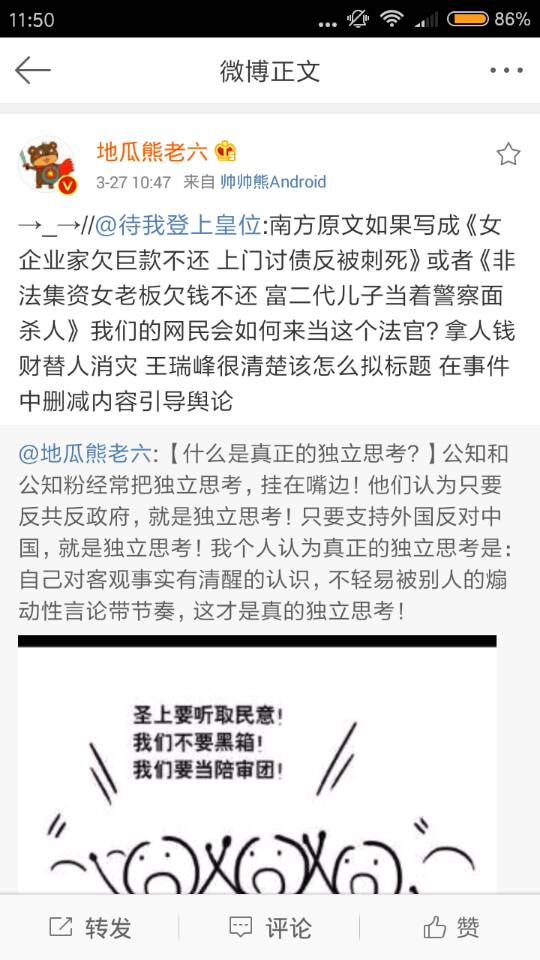 11:50
86%
微博正文
地瓜熊老六
3-27 10:47 来自 帅帅熊Android
→_→//@待我登上皇位:南方原文如果写成《女
企业家欠巨款不还 上门讨债反被刺死》或者《非
法集资女老板欠钱不还 富二代儿子当着警察面
杀人》我们的网民会如何来当这个法官？拿人钱
财替人消灾 王瑞峰很清楚该怎么拟标题 在事件
中删减内容引导舆论
@地瓜熊老六:【什么是真正的独立思考？】公知和
公知粉经常把独立思考，挂在嘴边！他们认为只要
反共反政府，就是独立思考！只要支持外国反对中
国，就是独立思考！我个人认为真正的独立思考是：
自己对客观事实有清醒的认识，不轻易被别人的煽
动性言论带节奏，这才是真的独立思考！
圣上要听取民意！
我们不要黑箱！
我们要当陪审团！
转发
评论
赞